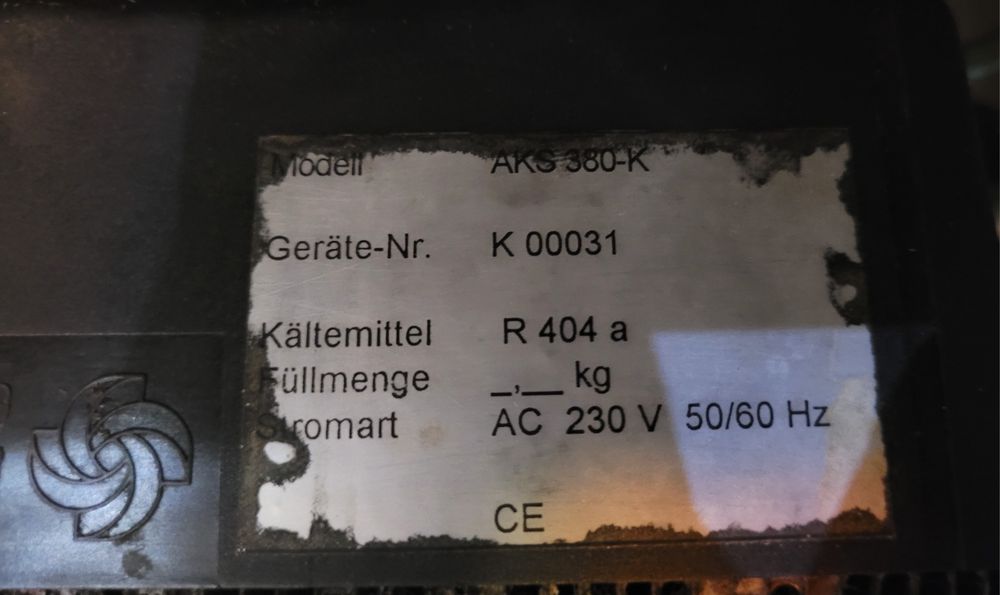 Modell AKS 380-K
Geräte-Nr. K 00031
Kältemittel R 404 a
Füllmenge _,__ kg
Stromart AC 230 V 50/60 Hz
CE